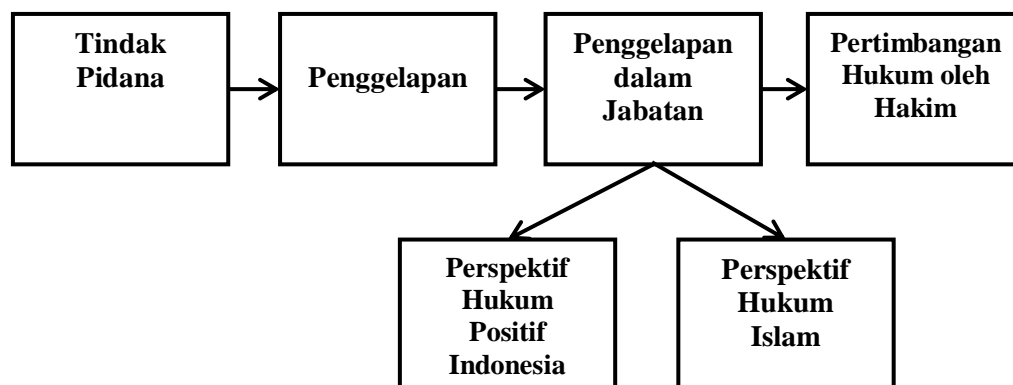 Tindak
Pidana
Penggelapan
Penggelapan
dalam
Jabatan
Pertimbangan
Hukum oleh
Hakim
Perspektif
Hukum
Positif
Indonesia
Perspektif
Hukum
Islam